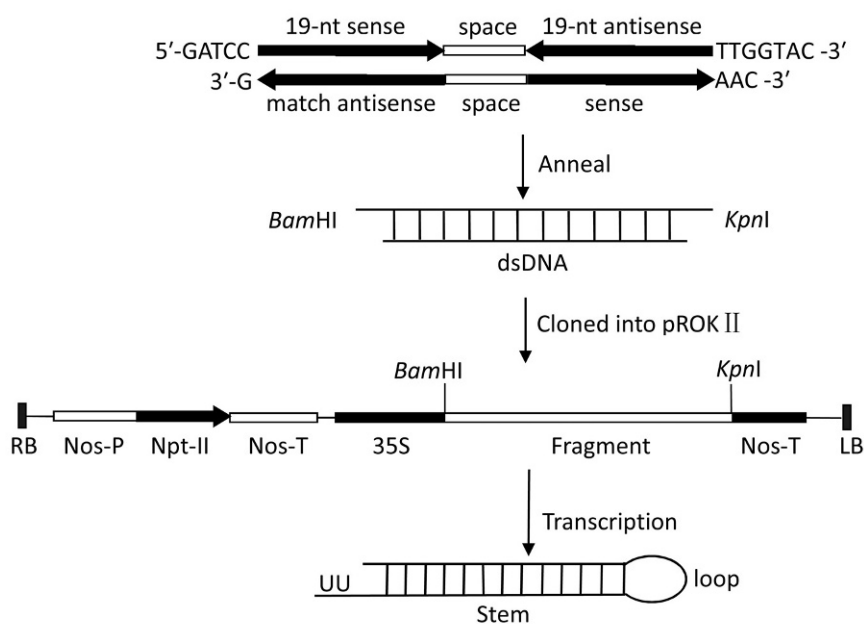 19-nt sense space 19-nt antisense
5′-GATCC TTGGTAC -3′
3′-G AAC -3′
match antisense space sense
Anneal
BamHI KpnI
dsDNA
Cloned into pROK Ⅱ
BamHI KpnI
RB Nos-P Npt-II Nos-T 35S Fragment Nos-T LB
Transcription
UU loop
Stem